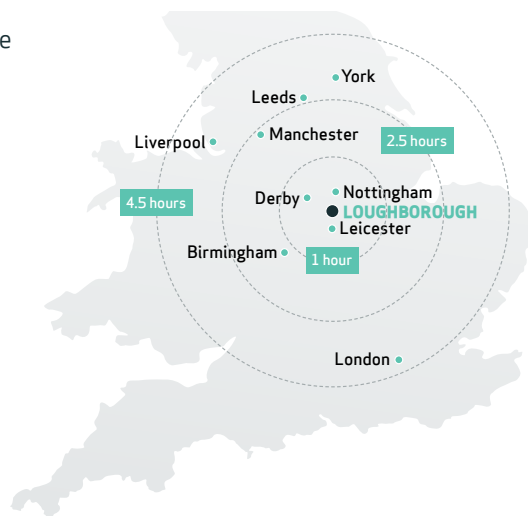 e
York
Leeds
Manchester
2.5 hours
Liverpool
Derby
Nottingham
4.5 hours
LOUGHBOROUGH
Leicester
Birmingham
1 hour
London